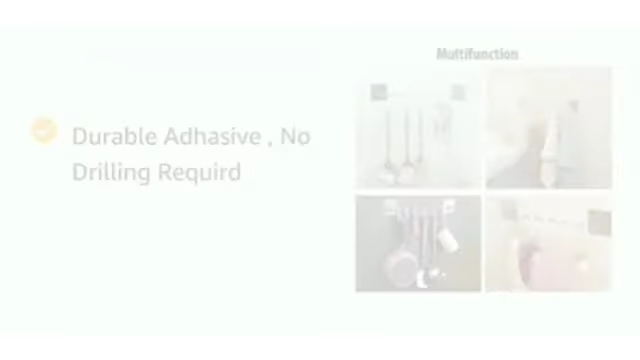 Multifunction
Durable Adhasive , No
Drilling Requird